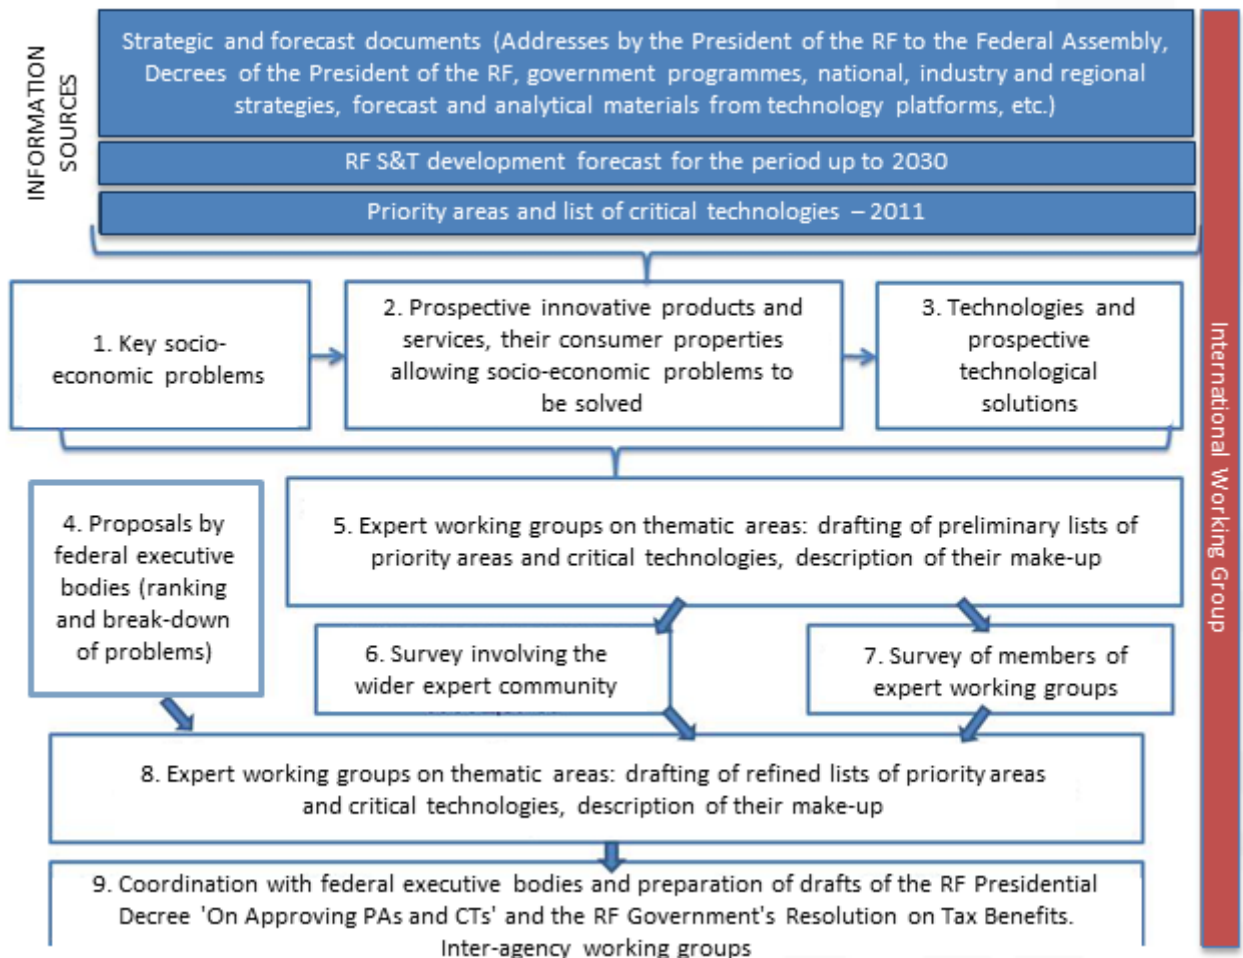 INFORMATION
SOURCES
Strategic and forecast documents (Addresses by the President of the RF to the Federal Assembly,
Decrees of the President of the RF, government programmes, national, industry and regional
strategies, forecast and analytical materials from technology platforms, etc.)
RF S&T development forecast for the period up to 2030
Priority areas and list of critical technologies – 2011
1. Key socio-
economic problems
2. Prospective innovative products and
services, their consumer properties
allowing socio-economic problems to
be solved
3. Technologies and
prospective
technological
solutions
4. Proposals by
federal executive
bodies (ranking
and break-down
of problems)
5. Expert working groups on thematic areas: drafting of preliminary lists of
priority areas and critical technologies, description of their make-up
6. Survey involving the
wider expert community
7. Survey of members of
expert working groups
8. Expert working groups on thematic areas: drafting of refined lists of priority areas
and critical technologies, description of their make-up
9. Coordination with federal executive bodies and preparation of drafts of the RF Presidential
Decree 'On Approving PAs and CTs' and the RF Government's Resolution on Tax Benefits.
Inter-agency working groups
International Working Group